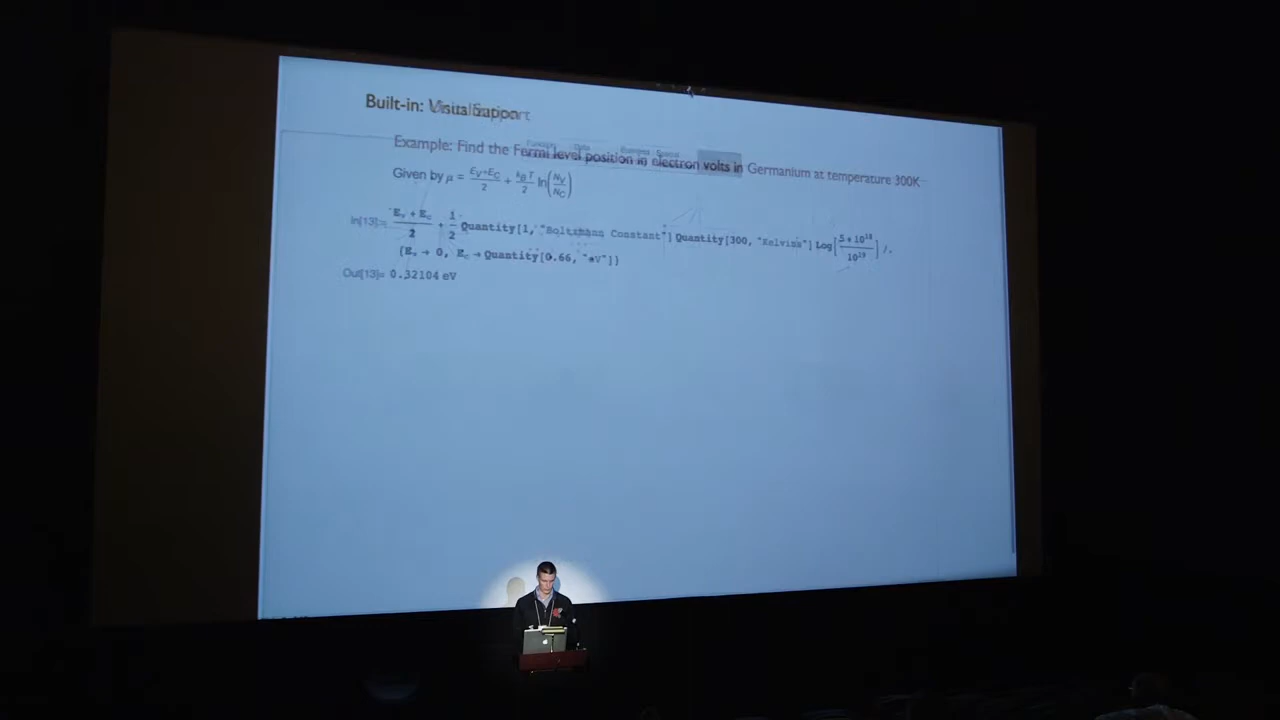 Built-in:
Example: Find the Fermi level position in electron volts in Germanium at temperature 300K
Given by μ = (E_V+E_C)/2 + (k_B T)/2 ln(N_V/N_C)
In[13]:= (E_v + E_c)/2 + 1/2 Quantity[1, "Boltzmann Constant"] Quantity[300, "Kelvins"] Log[(5*10^18)/10^19] /.
{E_v → 0, E_c → Quantity[0.66, "eV"]}
Out[13]= 0.32104 eV